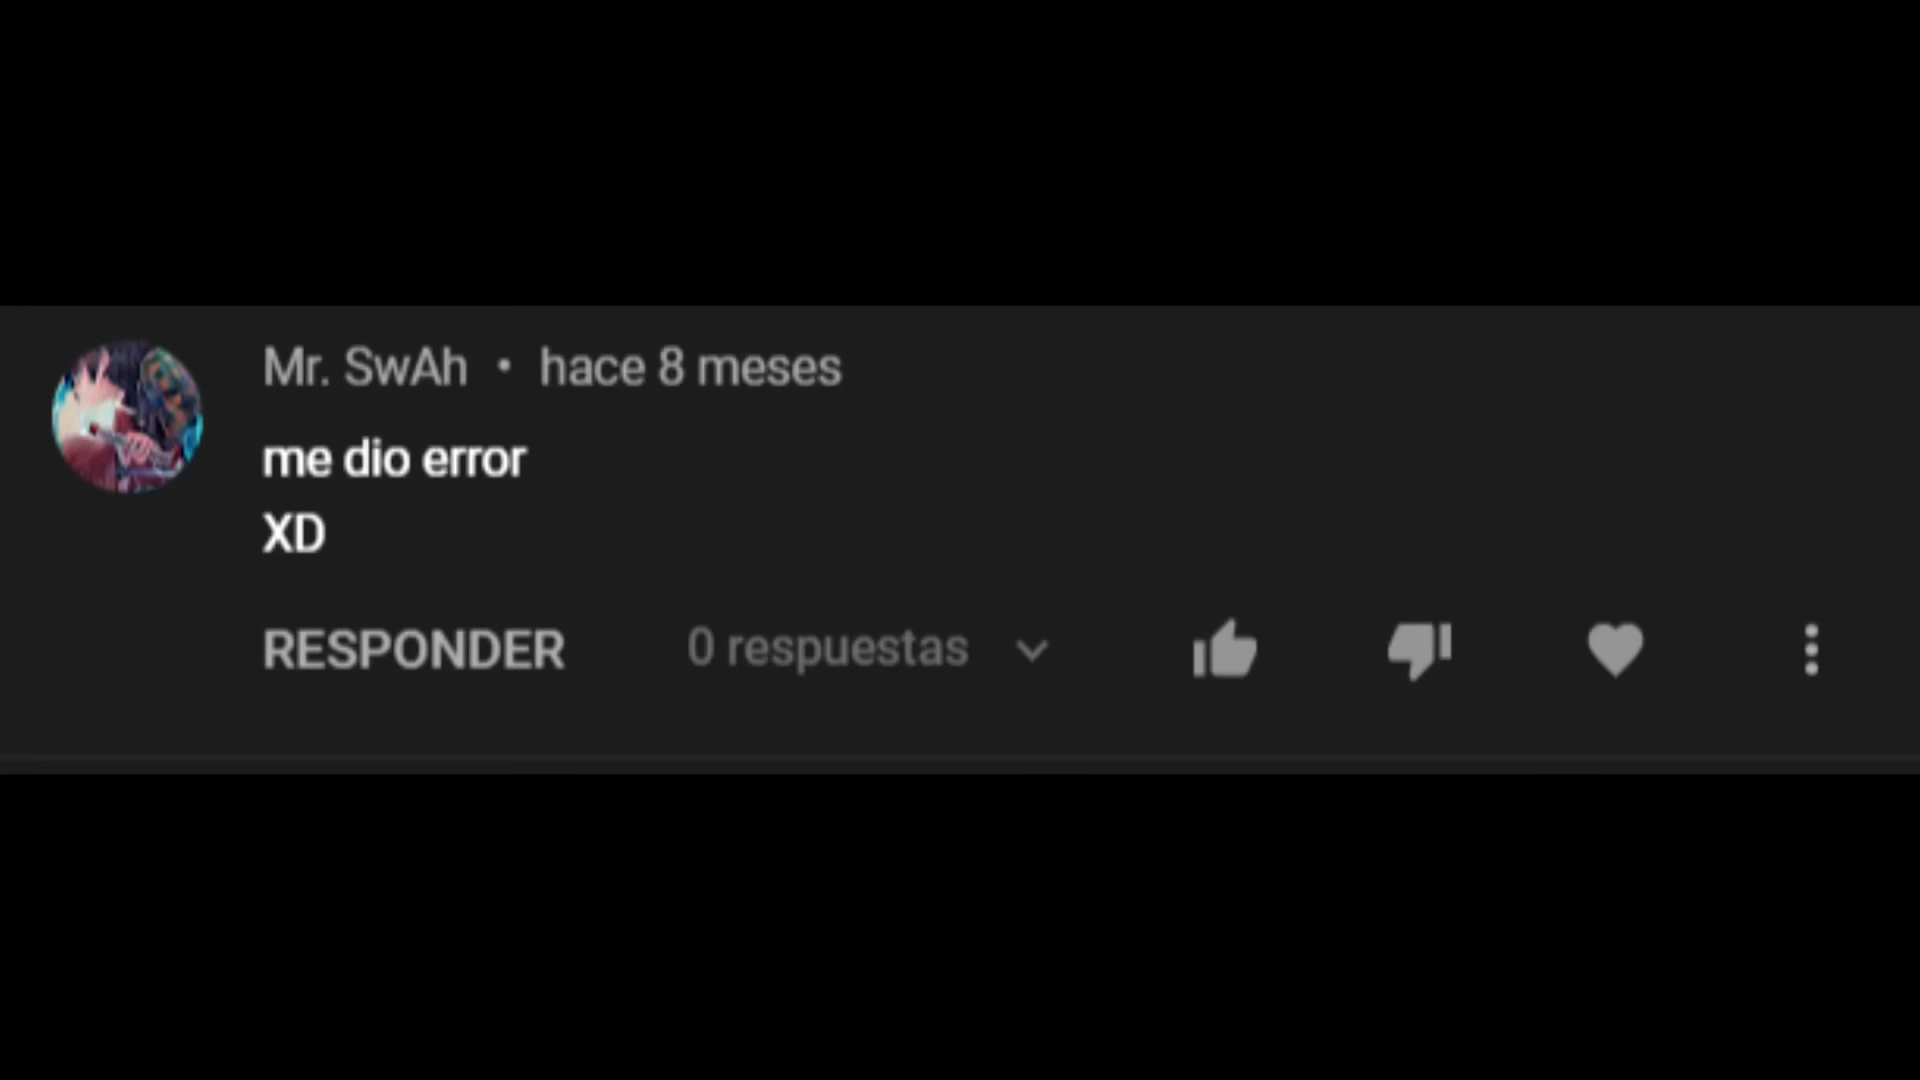 Mr. SwAh • hace 8 meses
me dio error
XD
RESPONDER 0 respuestas